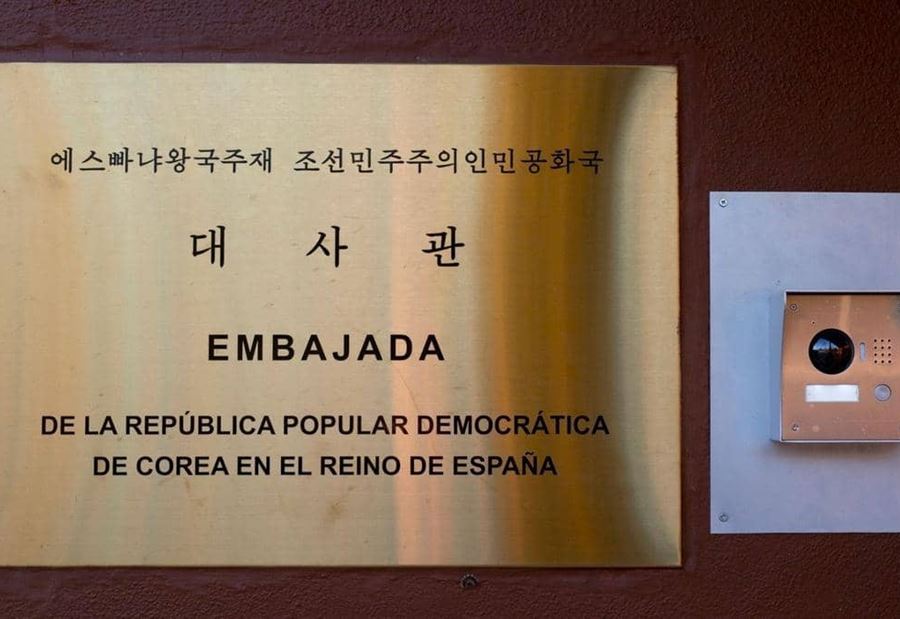 에스빠냐왕국주재 조선민주주의인민공화국
대 사 관
EMBAJADA
DE LA REPÚBLICA POPULAR DEMOCRÁTICA
DE COREA EN EL REINO DE ESPAÑA